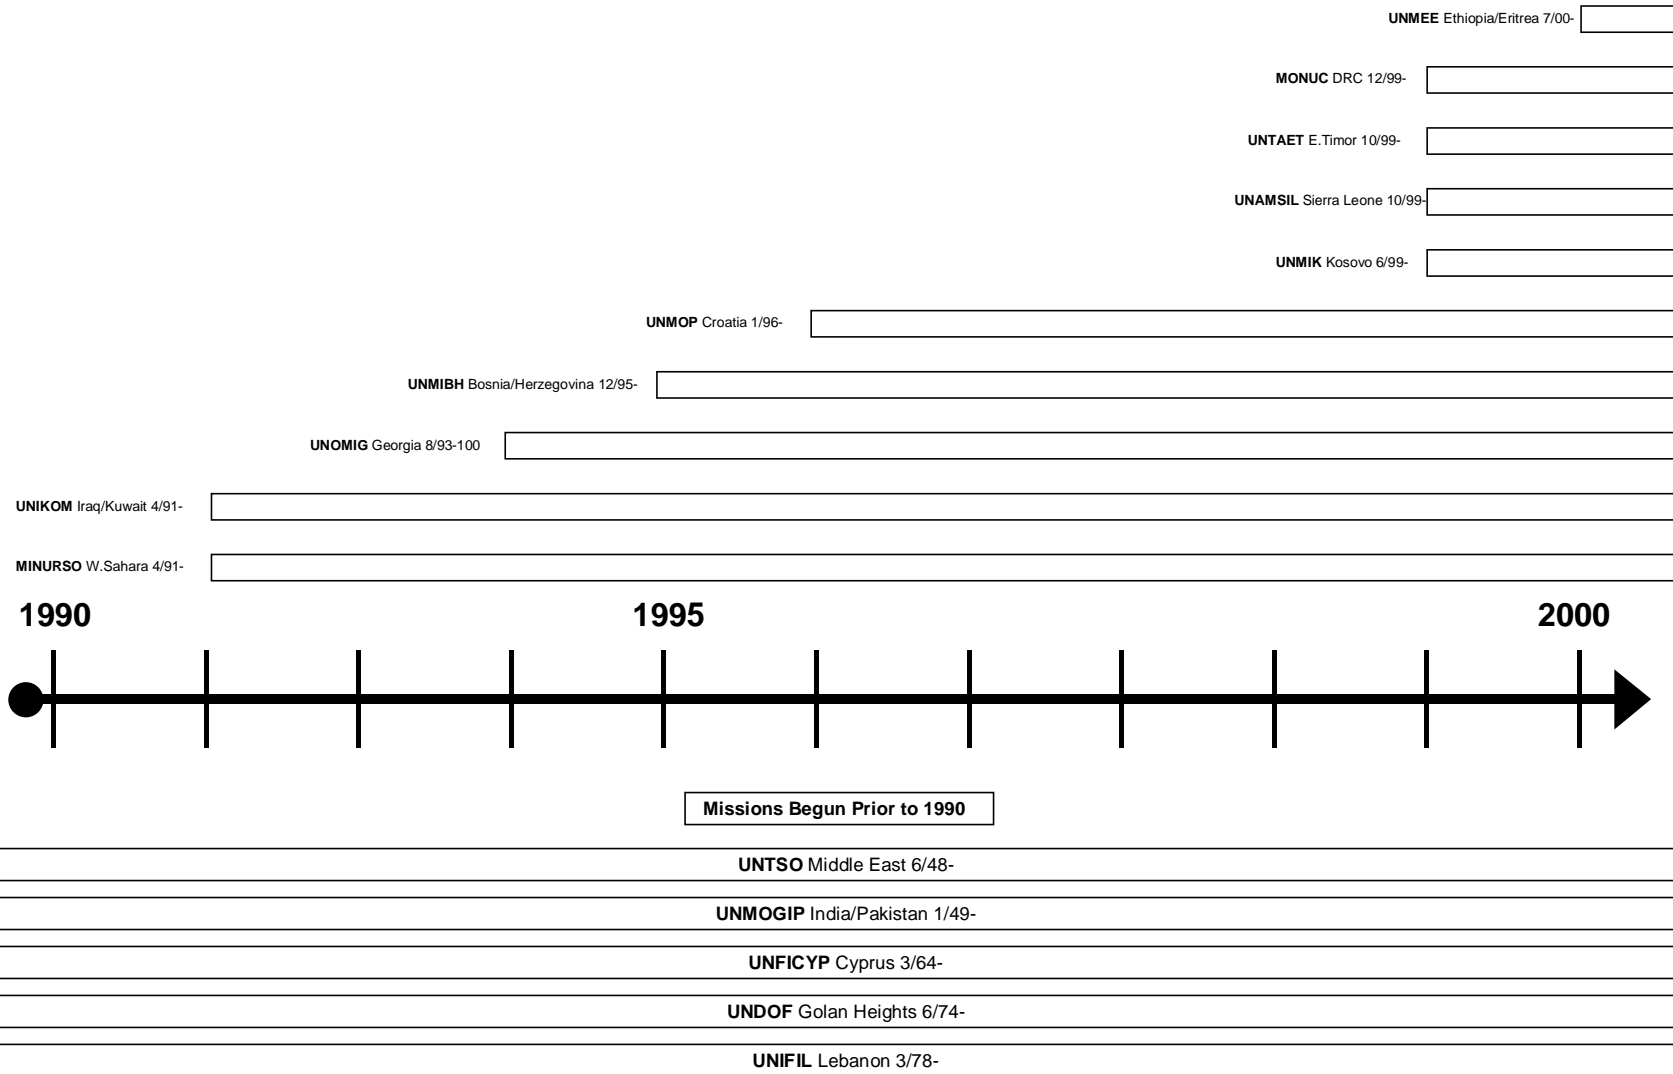 UNMEE Ethiopia/Eritrea 7/00-
MONUC DRC 12/99-
UNTAET E.Timor 10/99-
UNAMSIL Sierra Leone 10/99-
UNMIK Kosovo 6/99-
UNMOP Croatia 1/96-
UNMIBH Bosnia/Herzegovina 12/95-
UNOMIG Georgia 8/93-100
UNIKOM Iraq/Kuwait 4/91-
MINURSO W.Sahara 4/91-
1990 1995 2000
Missions Begun Prior to 1990
UNTSO Middle East 6/48-
UNMOGIP India/Pakistan 1/49-
UNFICYP Cyprus 3/64-
UNDOF Golan Heights 6/74-
UNIFIL Lebanon 3/78-